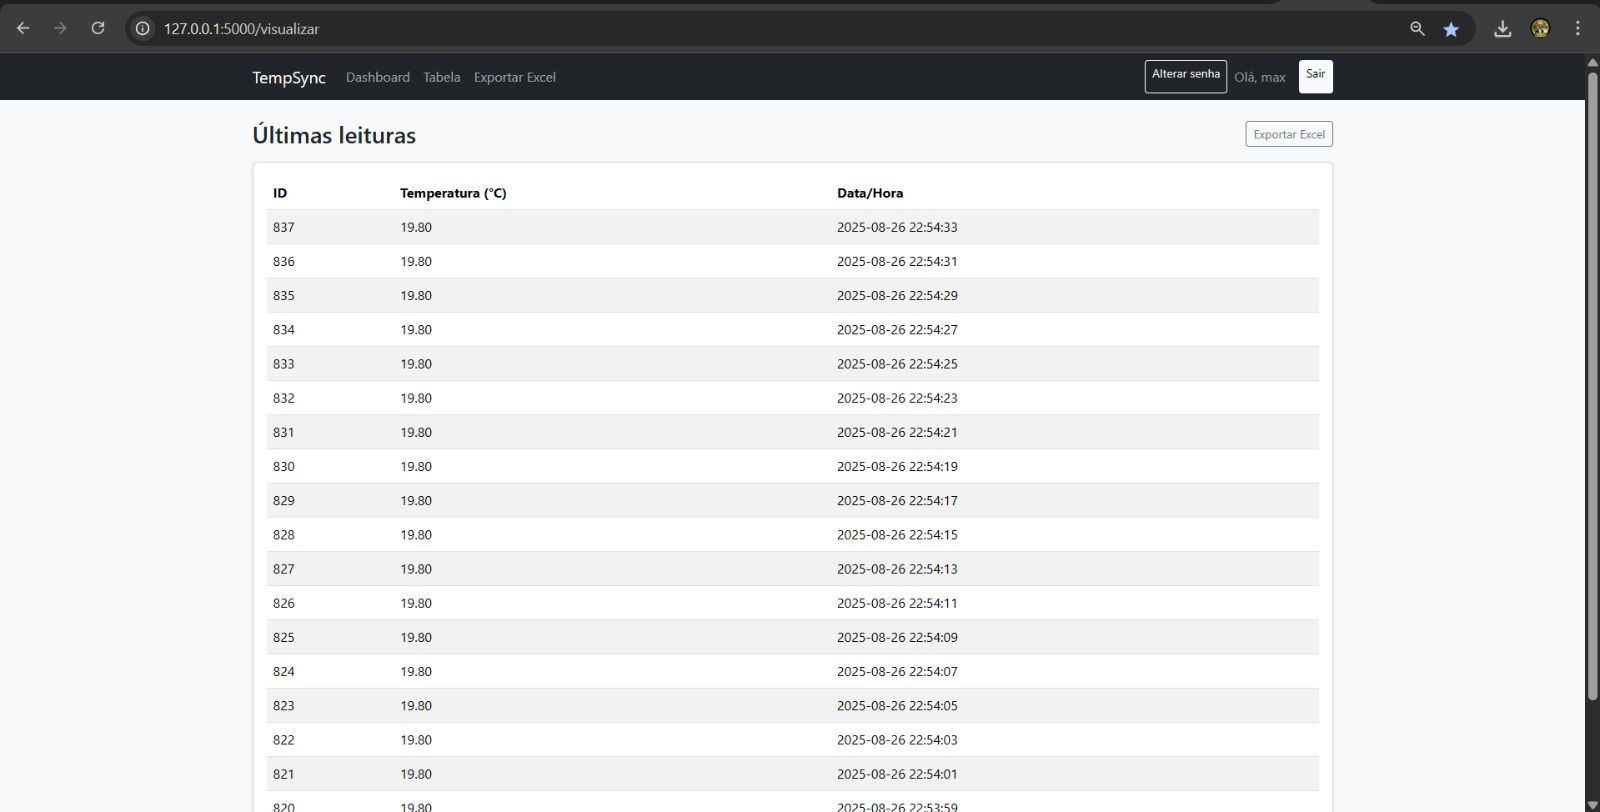 127.0.0.1:5000/visualizar
TempSync Dashboard Tabela Exportar Excel Alterar senha Olá, max Sair
Últimas leituras Exportar Excel
ID Temperatura (°C) Data/Hora
837 19.80 2025-08-26 22:54:33
836 19.80 2025-08-26 22:54:31
835 19.80 2025-08-26 22:54:29
834 19.80 2025-08-26 22:54:27
833 19.80 2025-08-26 22:54:25
832 19.80 2025-08-26 22:54:23
831 19.80 2025-08-26 22:54:21
830 19.80 2025-08-26 22:54:19
829 19.80 2025-08-26 22:54:17
828 19.80 2025-08-26 22:54:15
827 19.80 2025-08-26 22:54:13
826 19.80 2025-08-26 22:54:11
825 19.80 2025-08-26 22:54:09
824 19.80 2025-08-26 22:54:07
823 19.80 2025-08-26 22:54:05
822 19.80 2025-08-26 22:54:03
821 19.80 2025-08-26 22:54:01
820 19.80 2025-08-26 22:53:59